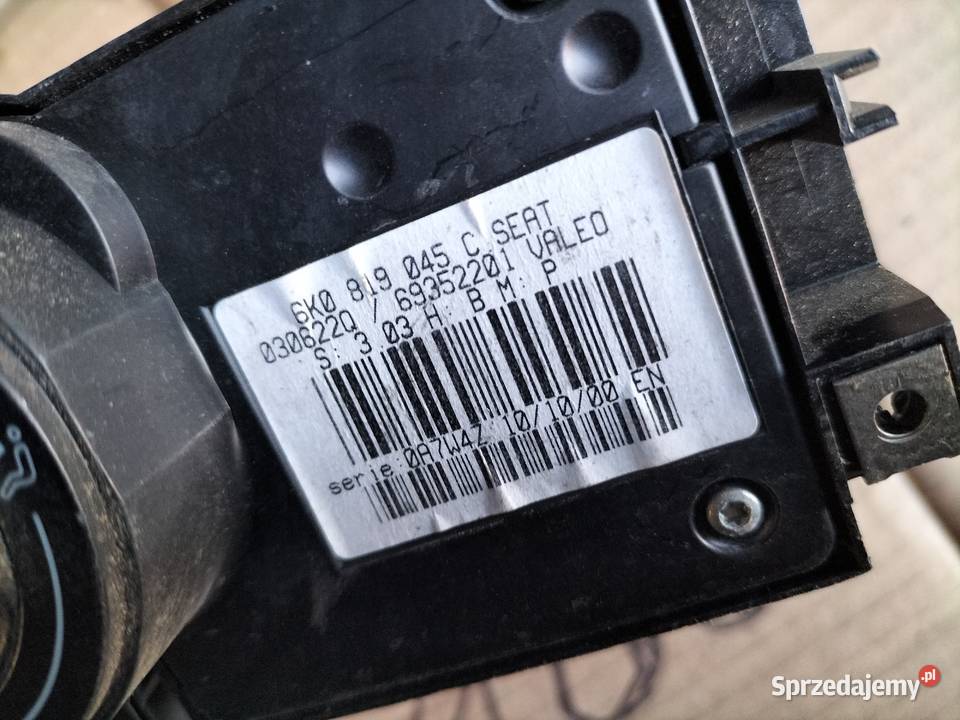 6K0 819 045 C SEAT
030622Q / 69352201 VALEO
S: 3 03 H: B M: P
serie:0A7W4Z 10/10/00 EN
Sprzedajemy.pl